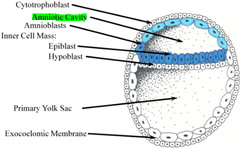 Cytotrophoblast
Amniotic Cavity
Amnioblasts
Inner Cell Mass:
Epiblast
Hypoblast
Primary Yolk Sac
Exocoelomic Membrane